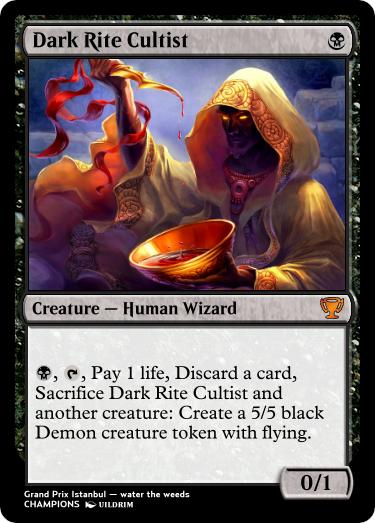 Dark Rite Cultist
Creature — Human Wizard
, , Pay 1 life, Discard a card,
Sacrifice Dark Rite Cultist and
another creature: Create a 5/5 black
Demon creature token with flying.
0/1
Grand Prix Istanbul — water the weeds
CHAMPIONS UILDRIM